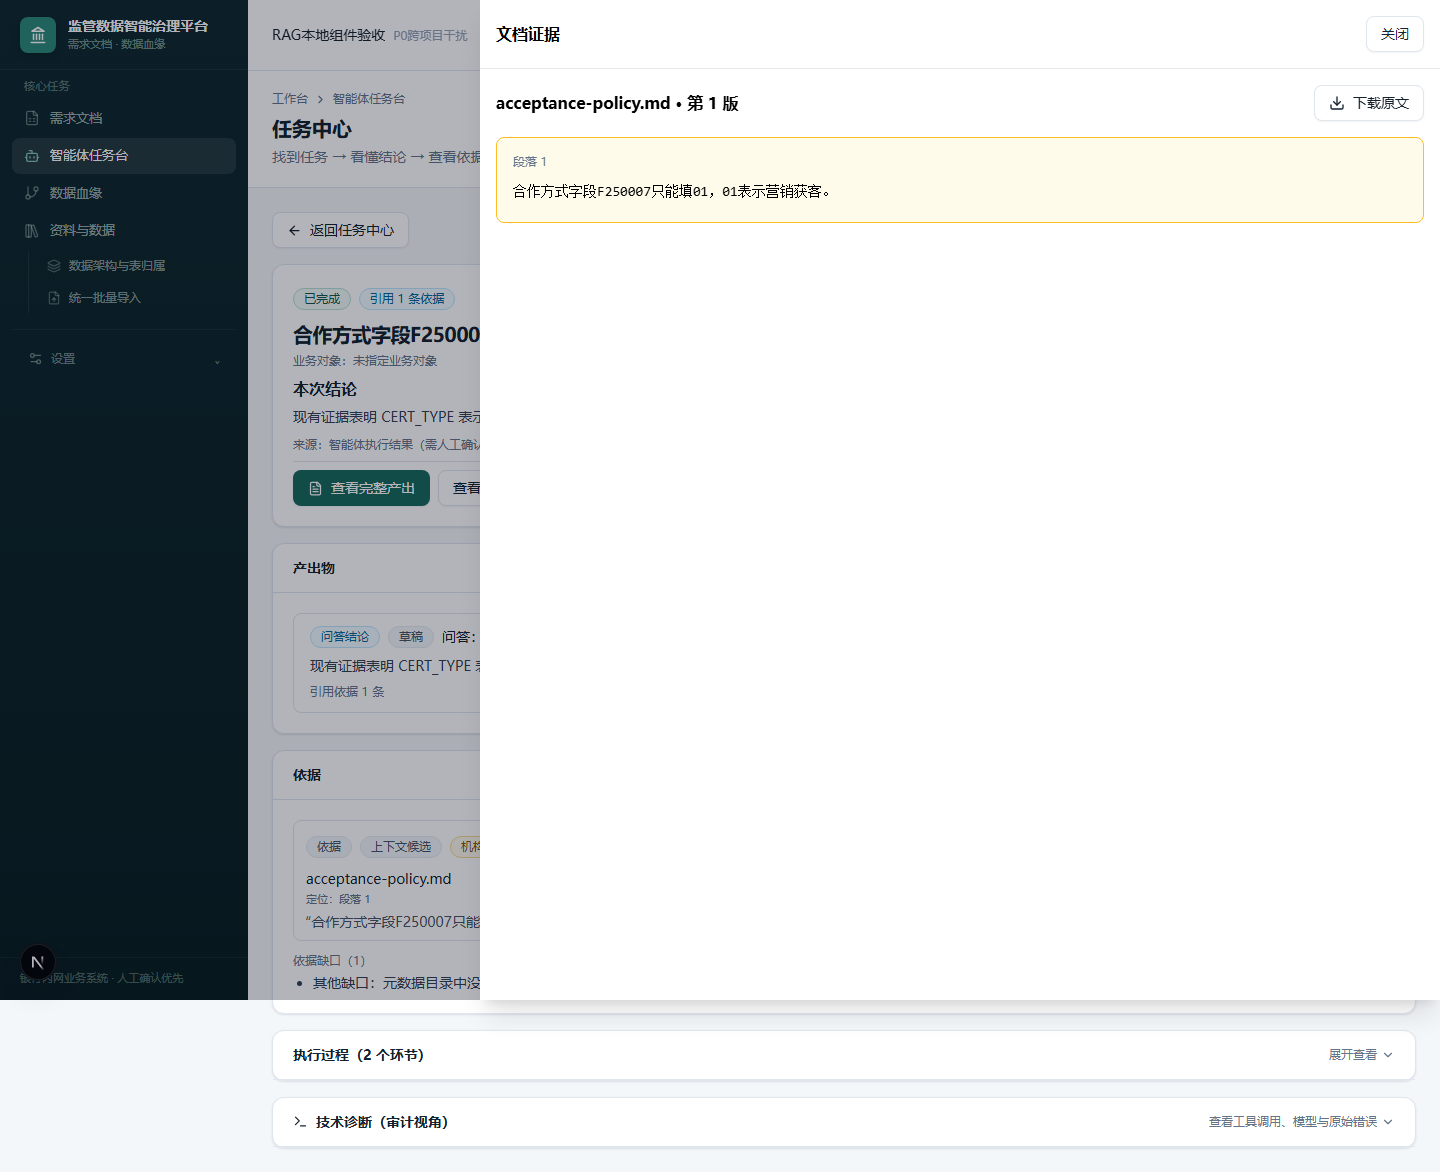 监管数据智能治理平台
需求文档 · 数据血缘
核心任务
需求文档
智能体任务台
数据血缘
资料与数据
数据架构与表归属
统一批量导入
设置
N
内网业务系统 · 人工确认优先
RAG本地组件验收 P0跨项目干扰
工作台 > 智能体任务台
任务中心
找到任务 → 看懂结论 → 查看依据
返回任务中心
已完成 引用 1 条依据
合作方式字段F25000
业务对象：未指定业务对象
本次结论
现有证据表明 CERT_TYPE 表示
来源：智能体执行结果（需人工确认
查看完整产出 查看
产出物
问答结论 草稿 问答：
现有证据表明 CERT_TYPE
引用依据 1 条
依据
依据 上下文候选 机构
acceptance-policy.md
定位：段落 1
“合作方式字段F250007只能
依据缺口（1）
• 其他缺口：元数据目录中没
执行过程（2 个环节）
展开查看
技术诊断（审计视角）
查看工具调用、模型与原始错误
文档证据
关闭
acceptance-policy.md • 第 1 版
下载原文
段落 1
合作方式字段F250007只能填01，01表示营销获客。